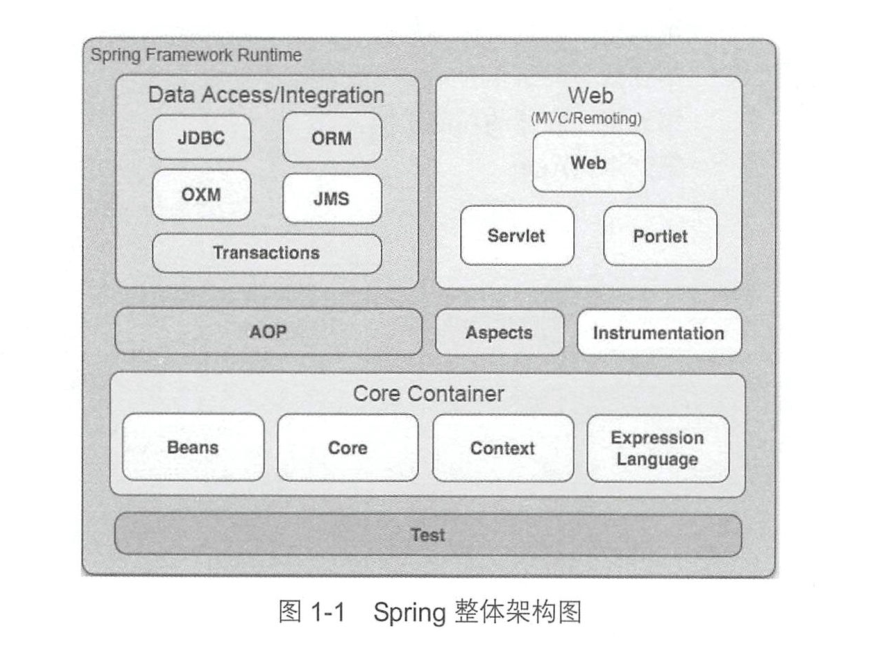 Spring Framework Runtime
Data Access/Integration
JDBC
ORM
OXM
JMS
Transactions
Web
(MVC/Remoting)
Web
Servlet
Portlet
AOP
Aspects
Instrumentation
Core Container
Beans
Core
Context
Expression
Language
Test
图 1-1 Spring 整体架构图